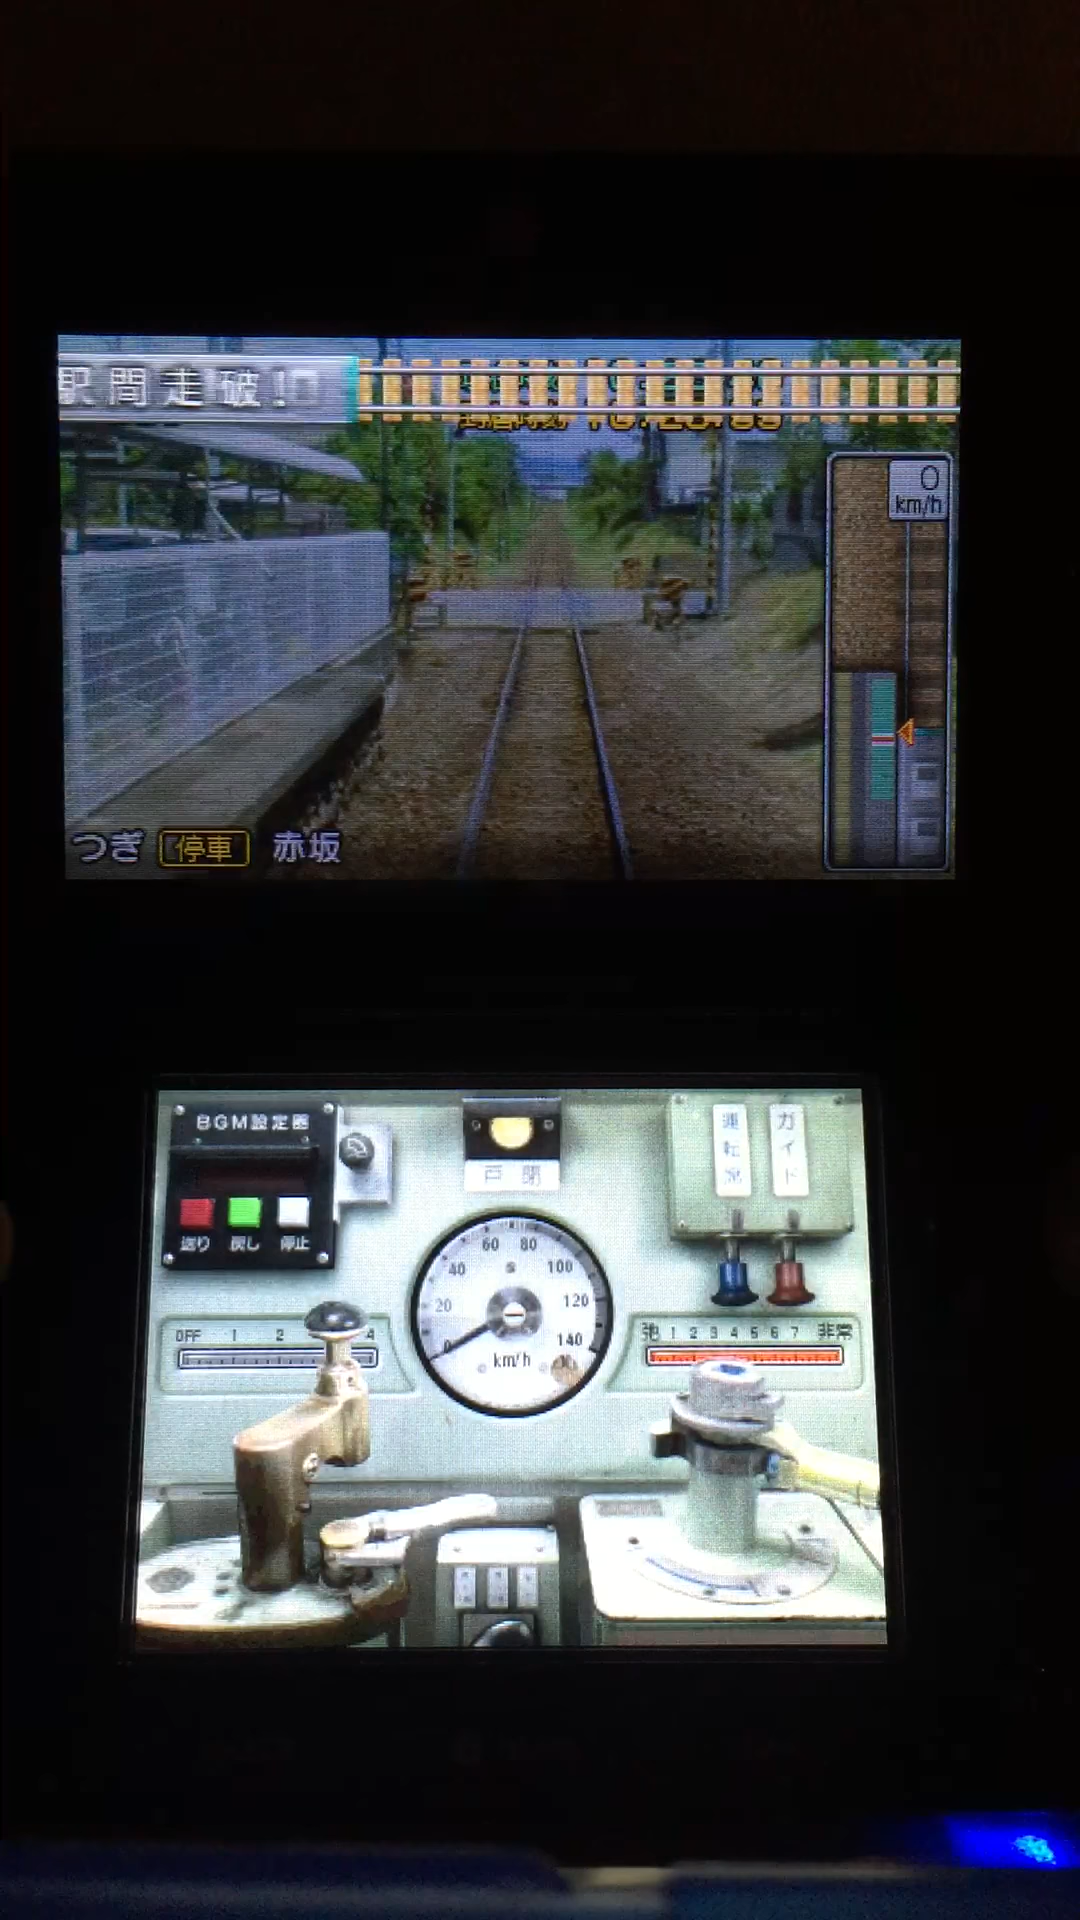 駅間走破!
0
km/h
つぎ 停車 赤坂
BGM設定器
送り 戻し 停止
戸閉
運転席 ガイド
0 20 40 60 80 100 120 140
S
km/h
OFF 1 2 4
弛 1 2 3 4 5 6 7 非常